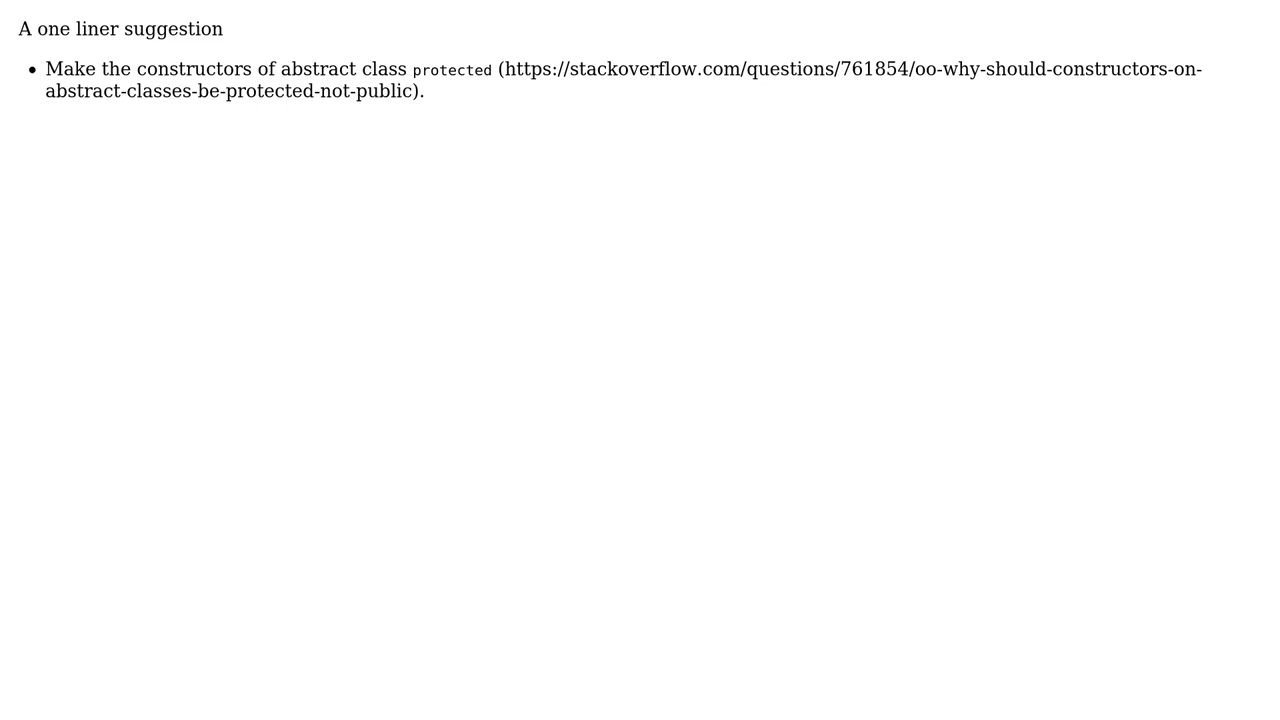 A one liner suggestion
• Make the constructors of abstract class protected (https://stackoverflow.com/questions/761854/oo-why-should-constructors-on-
abstract-classes-be-protected-not-public).